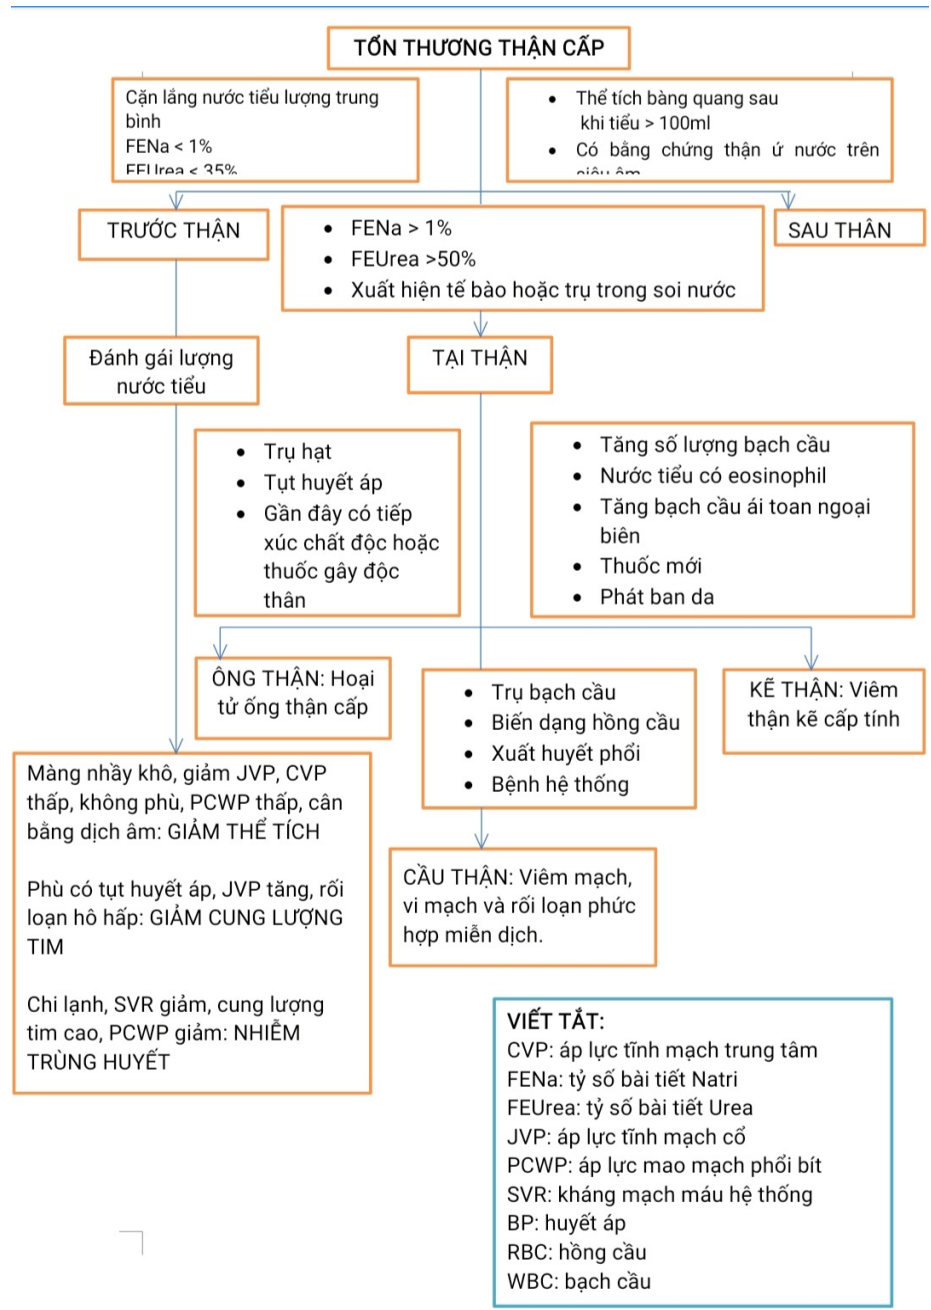 TỔN THƯƠNG THẬN CẤP
Cặn lắng nước tiểu lượng trung
bình
FENa < 1%
FEUrea < 35%
• Thể tích bàng quang sau
khi tiểu > 100ml
• Có bằng chứng thận ứ nước trên
siêu âm
TRƯỚC THẬN
• FENa > 1%
• FEUrea >50%
• Xuất hiện tế bào hoặc trụ trong soi nước
SAU THÂN
Đánh gái lượng
nước tiểu
TẠI THẬN
• Trụ hạt
• Tụt huyết áp
• Gần đây có tiếp
xúc chất độc hoặc
thuốc gây độc
thân
• Tăng số lượng bạch cầu
• Nước tiểu có eosinophil
• Tăng bạch cầu ái toan ngoại
biên
• Thuốc mới
• Phát ban da
ÔNG THẬN: Hoại
tử ống thận cấp
• Trụ bạch cầu
• Biến dạng hồng cầu
• Xuất huyết phổi
• Bệnh hệ thống
KẼ THẬN: Viêm
thận kẽ cấp tính
Màng nhầy khô, giảm JVP, CVP
thấp, không phù, PCWP thấp, cân
bằng dịch âm: GIẢM THỂ TÍCH
Phù có tụt huyết áp, JVP tăng, rối
loạn hô hấp: GIẢM CUNG LƯỢNG
TIM
Chi lạnh, SVR giảm, cung lượng
tim cao, PCWP giảm: NHIỄM
TRÙNG HUYẾT
CẦU THẬN: Viêm mạch,
vi mạch và rối loạn phức
hợp miễn dịch.
VIẾT TẮT:
CVP: áp lực tĩnh mạch trung tâm
FENa: tỷ số bài tiết Natri
FEUrea: tỷ số bài tiết Urea
JVP: áp lực tĩnh mạch cổ
PCWP: áp lực mao mạch phổi bít
SVR: kháng mạch máu hệ thống
BP: huyết áp
RBC: hồng cầu
WBC: bạch cầu